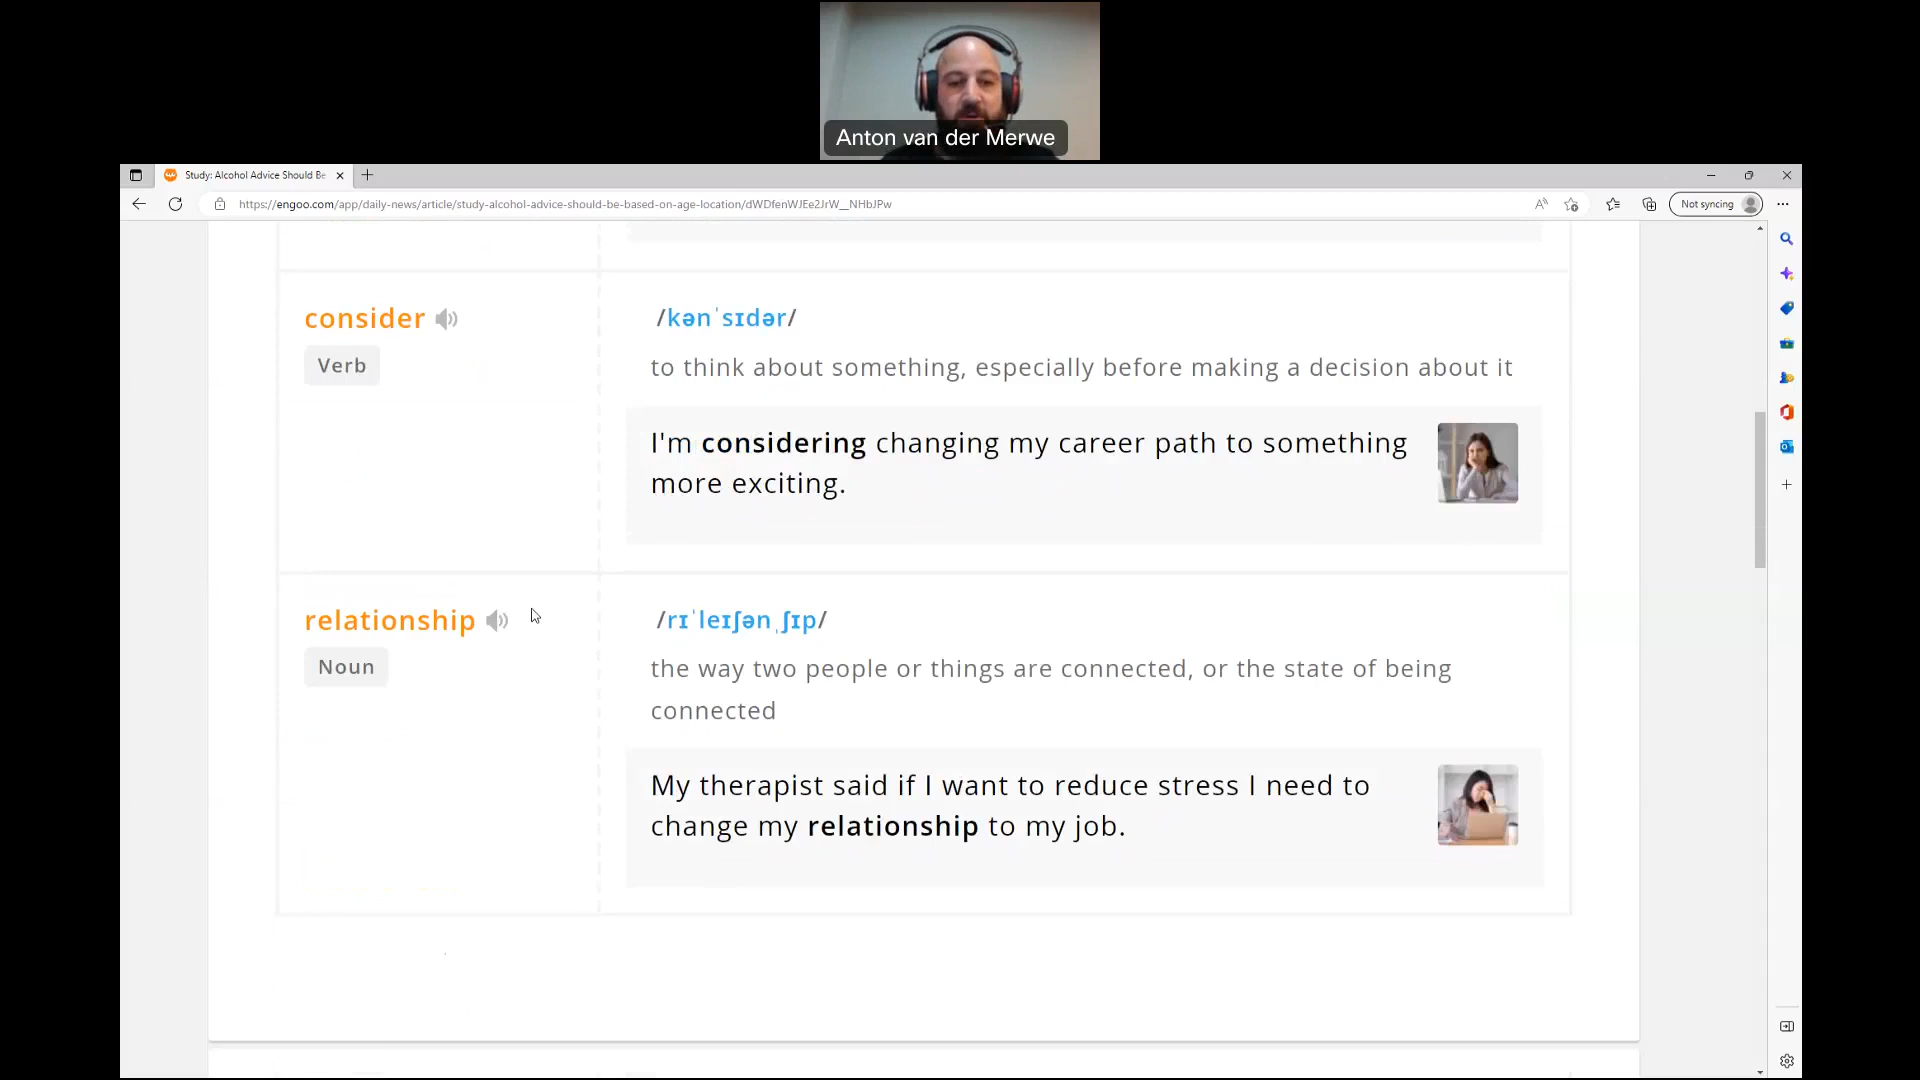 Anton van der Merwe
Study: Alcohol Advice Should Be
https://engoo.com/app/daily-news/article/study-alcohol-advice-should-be-based-on-age-location/dWDfenWJEe2JrW__NHbJPw
Not syncing
consider
/kənˈsɪdər/
Verb
to think about something, especially before making a decision about it
I'm considering changing my career path to something
more exciting.
relationship
/rɪˈleɪʃənˌʃɪp/
Noun
the way two people or things are connected, or the state of being
connected
My therapist said if I want to reduce stress I need to
change my relationship to my job.